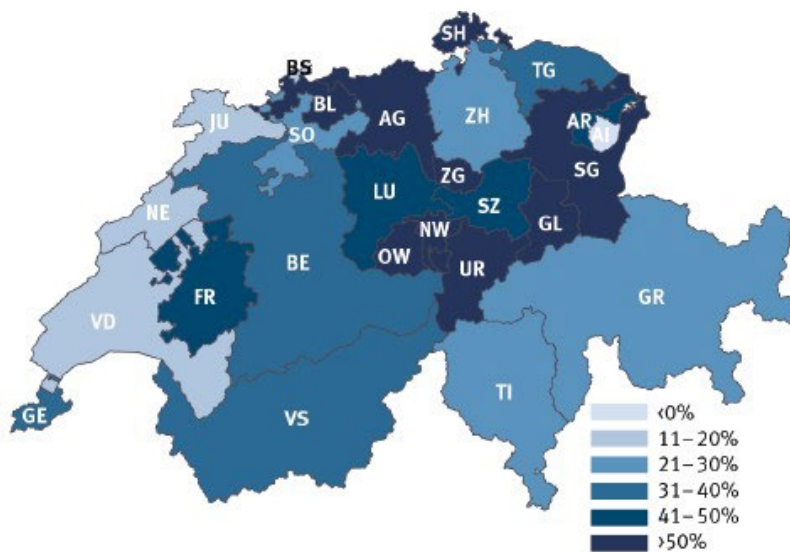 SH
BS
TG
BL
JU
AG
ZH
AR
AI
SO
ZG
SG
LU
SZ
NE
NW
GL
OW
BE
UR
FR
GR
VD
TI
GE
VS
<0%
11–20%
21–30%
31–40%
41–50%
>50%